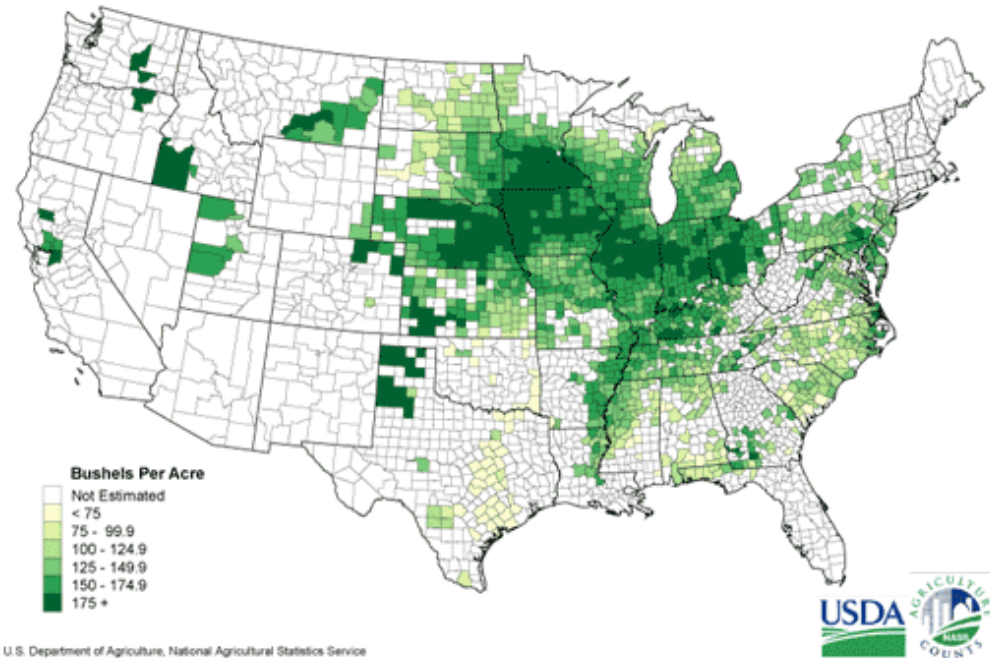 Bushels Per Acre
Not Estimated
< 75
75 - 99.9
100 - 124.9
125 - 149.9
150 - 174.9
175 +
USDA
AGRICULTURE
NASS
COUNTS
U.S. Department of Agriculture, National Agricultural Statistics Service